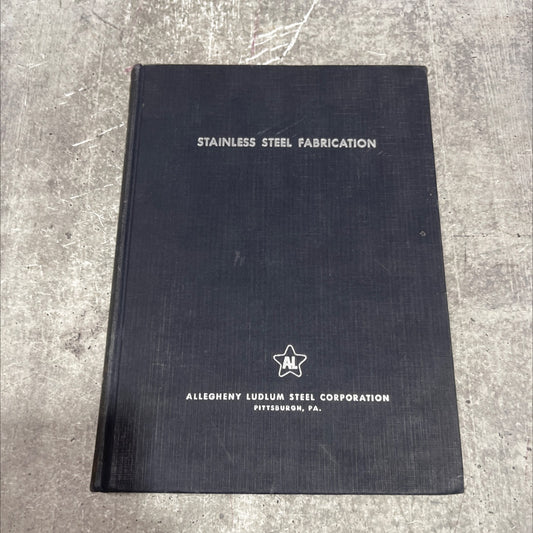 STAINLESS STEEL FABRICATION
AL
ALLEGHENY LUDLUM STEEL CORPORATION
PITTSBURGH, PA.